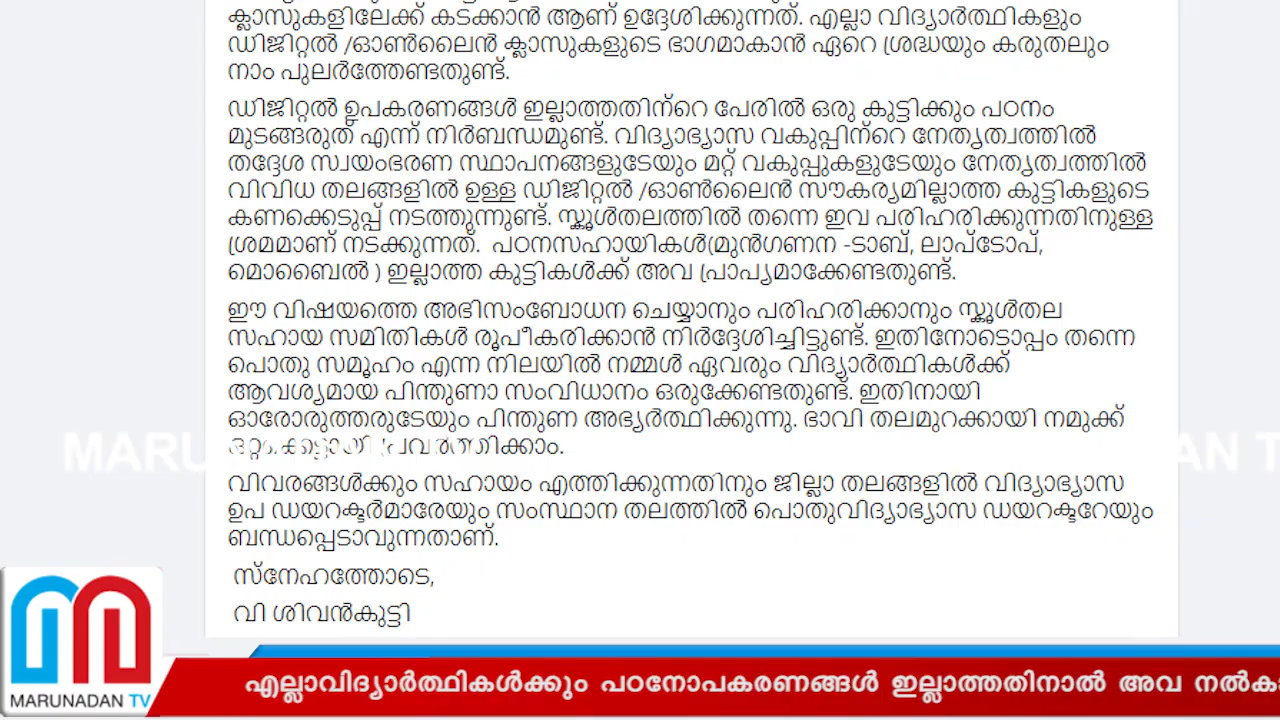 ക്ലാസുകളിലേക്ക് കടക്കാൻ ആണ് ഉദ്ദേശിക്കുന്നത്. എല്ലാ വിദ്യാർത്ഥികളും
ഡിജിറ്റൽ /ഓൺലൈൻ ക്ലാസുകളുടെ ഭാഗമാകാൻ ഏറെ ശ്രദ്ധയും കരുതലും
നാം പുലർത്തേണ്ടതുണ്ട്.
ഡിജിറ്റൽ ഉപകരണങ്ങൾ ഇല്ലാത്തതിന്റെ പേരിൽ ഒരു കുട്ടിക്കും പഠനം
മുടങ്ങരുത് എന്ന് നിർബന്ധമുണ്ട്. വിദ്യാഭ്യാസ വകുപ്പിന്റെ നേതൃത്വത്തിൽ
തദ്ദേശ സ്വയംഭരണ സ്ഥാപനങ്ങളുടേയും മറ്റ് വകുപ്പുകളുടേയും നേതൃത്വത്തിൽ
വിവിധ തലങ്ങളിൽ ഉള്ള ഡിജിറ്റൽ /ഓൺലൈൻ സൗകര്യമില്ലാത്ത കുട്ടികളുടെ
കണക്കെടുപ്പ് നടത്തുന്നുണ്ട്. സ്കൂൾതലത്തിൽ തന്നെ ഇവ പരിഹരിക്കുന്നതിനുള്ള
ശ്രമമാണ് നടക്കുന്നത്. പഠനസഹായികൾ(മുൻഗണന -ടാബ്, ലാപ്ടോപ്,
മൊബൈൽ ) ഇല്ലാത്ത കുട്ടികൾക്ക് അവ പ്രാപ്യമാക്കേണ്ടതുണ്ട്.
ഈ വിഷയത്തെ അഭിസംബോധന ചെയ്യാനും പരിഹരിക്കാനും സ്കൂൾതല
സഹായ സമിതികൾ രൂപീകരിക്കാൻ നിർദ്ദേശിച്ചിട്ടുണ്ട്. ഇതിനോടൊപ്പം തന്നെ
പൊതു സമൂഹം എന്ന നിലയിൽ നമ്മൾ ഏവരും വിദ്യാർത്ഥികൾക്ക്
ആവശ്യമായ പിന്തുണാ സംവിധാനം ഒരുക്കേണ്ടതുണ്ട്. ഇതിനായി
ഓരോരുത്തരുടേയും പിന്തുണ അഭ്യർത്ഥിക്കുന്നു. ഭാവി തലമുറക്കായി നമുക്ക്
ഒറ്റക്കെട്ടായി പ്രവർത്തിക്കാം.
വിവരങ്ങൾക്കും സഹായം എത്തിക്കുന്നതിനും ജില്ലാ തലങ്ങളിൽ വിദ്യാഭ്യാസ
ഉപ ഡയറക്ടർമാരേയും സംസ്ഥാന തലത്തിൽ പൊതുവിദ്യാഭ്യാസ ഡയറക്ടറേയും
ബന്ധപ്പെടാവുന്നതാണ്.
സ്നേഹത്തോടെ,
വി ശിവൻകുട്ടി
MARUNADAN TV
എല്ലാവിദ്യാർത്ഥികൾക്കും പഠനോപകരണങ്ങൾ ഇല്ലാത്തതിനാൽ അവ